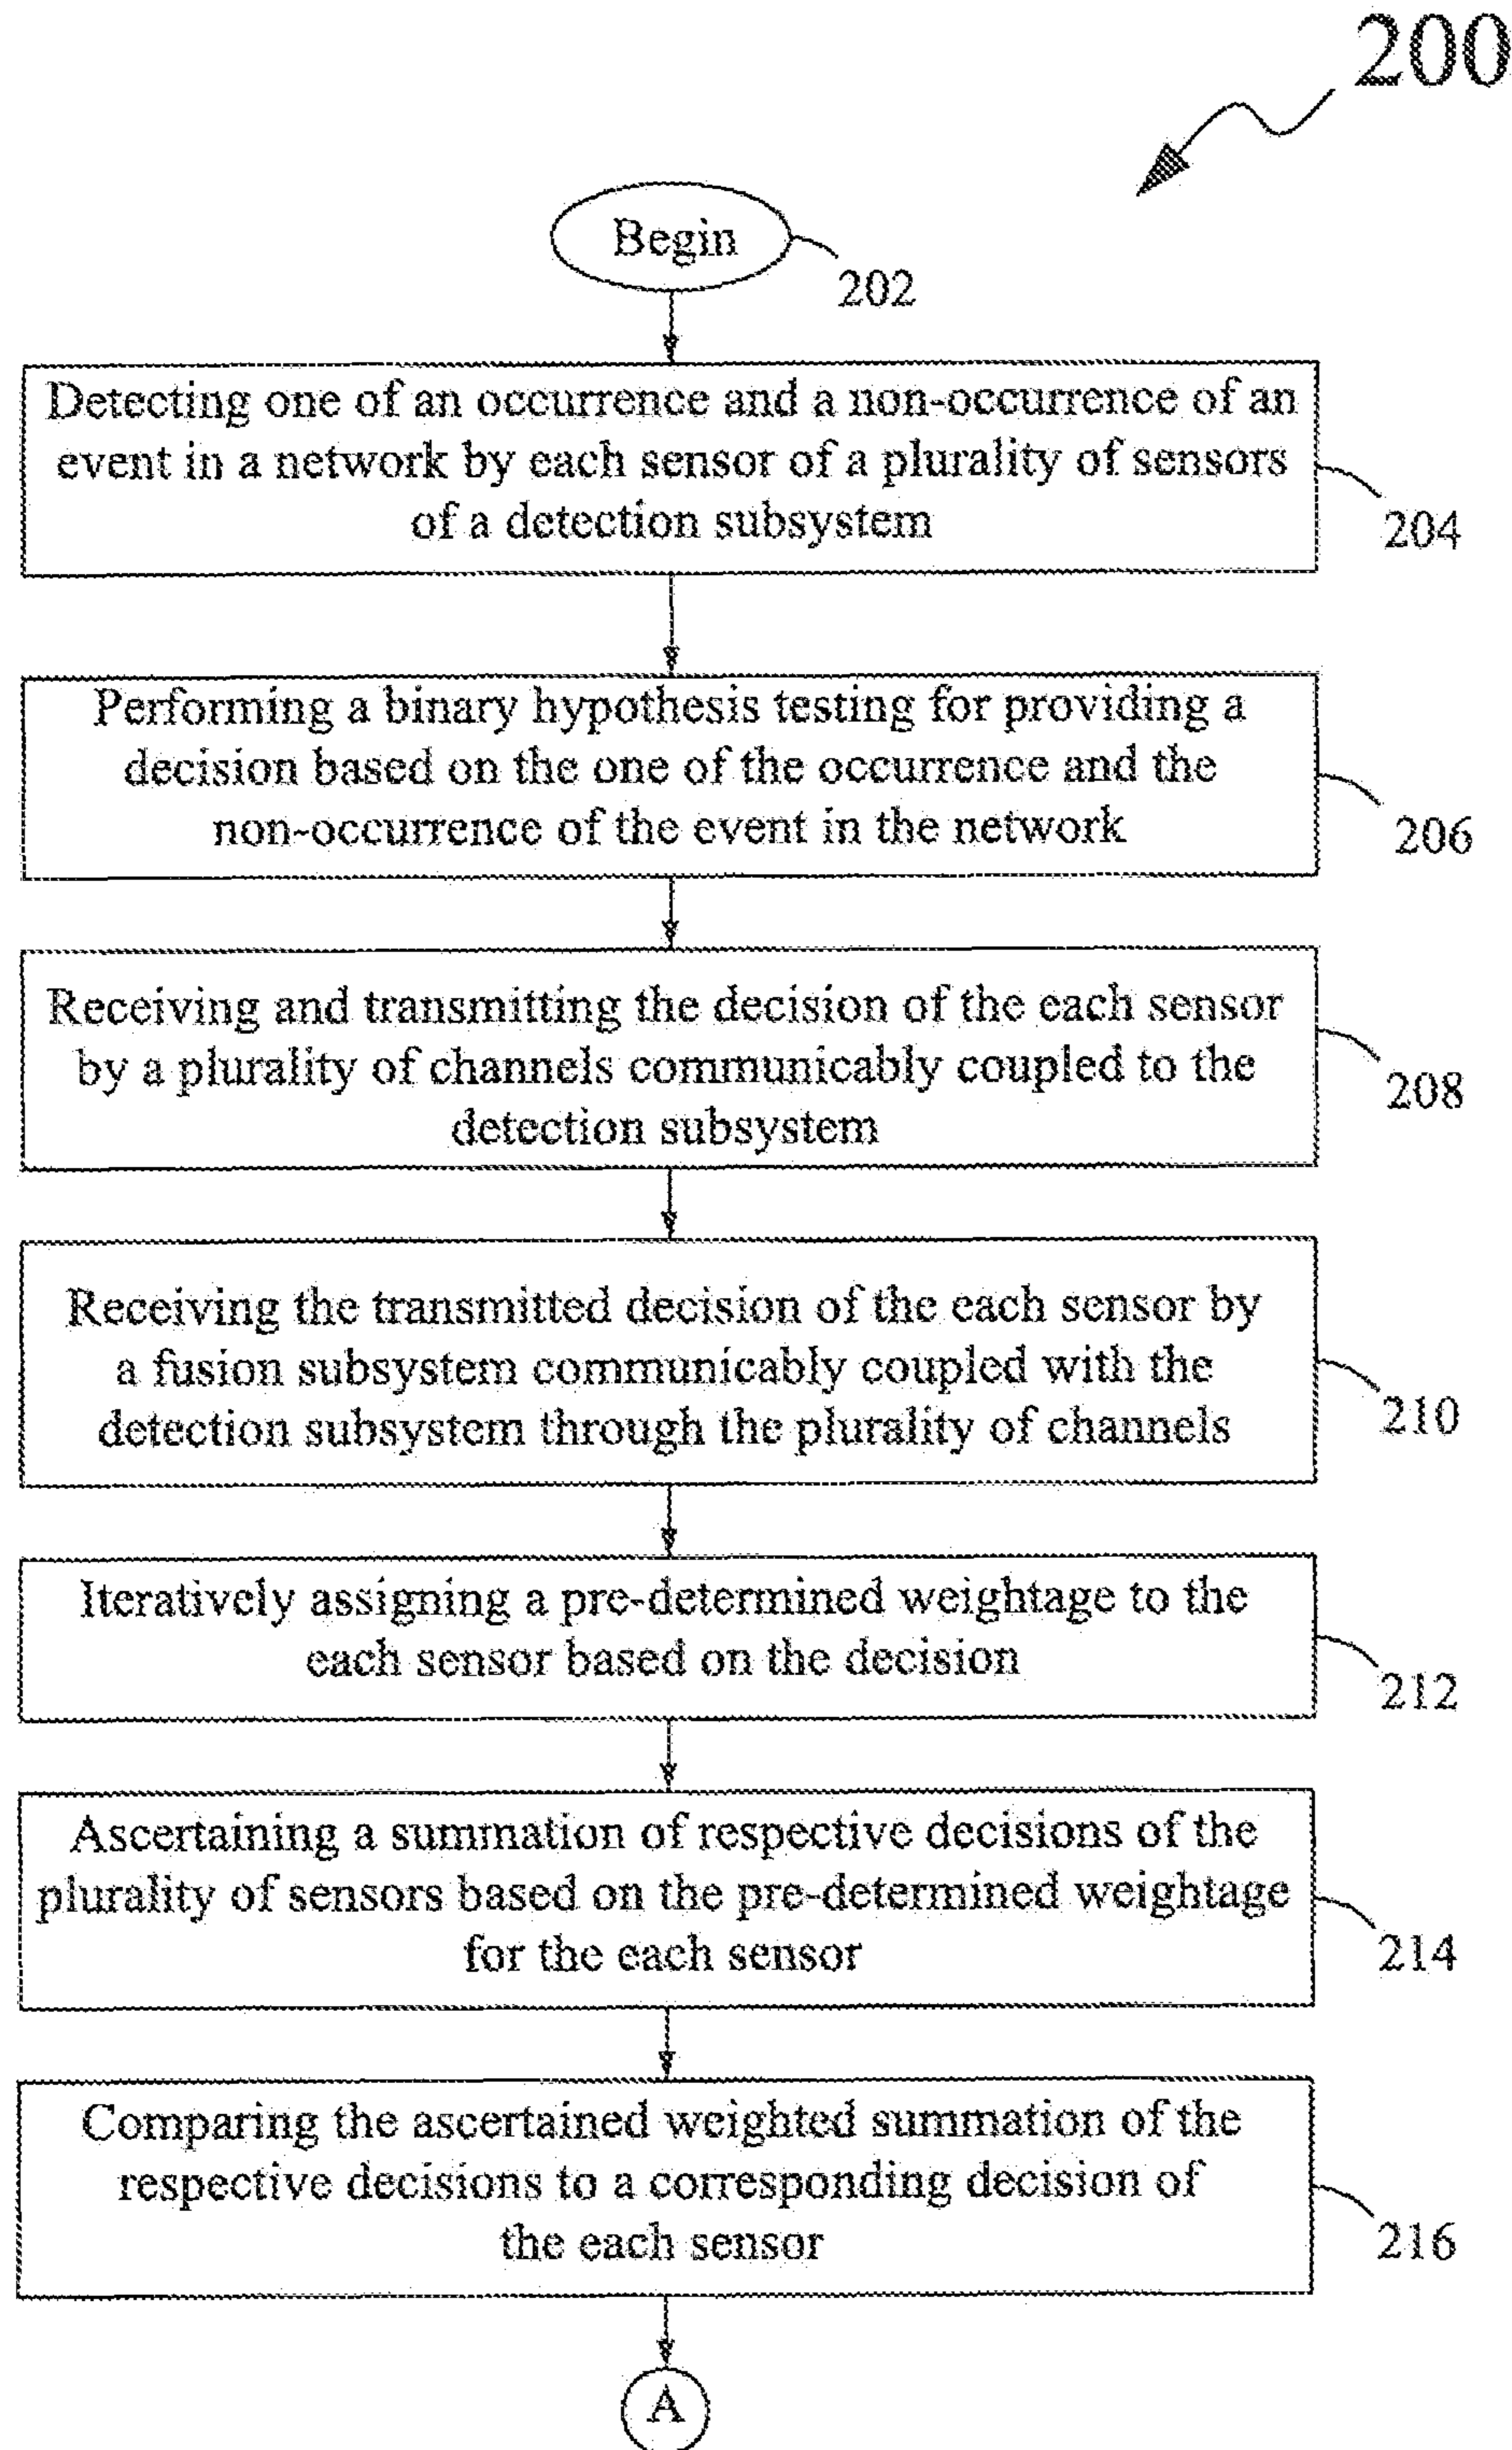 200
Begin
202
Detecting one of an occurrence and a non-occurrence of an
event in a network by each sensor of a plurality of sensors
of a detection subsystem
204
Performing a binary hypothesis testing for providing a
decision based on the one of the occurrence and the
non-occurrence of the event in the network
206
Receiving and transmitting the decision of the each sensor
by a plurality of channels communicably coupled to the
detection subsystem
208
Receiving the transmitted decision of the each sensor by
a fusion subsystem communicably coupled with the
detection subsystem through the plurality of channels
210
Iteratively assigning a pre-determined weightage to the
each sensor based on the decision
212
Ascertaining a summation of respective decisions of the
plurality of sensors based on the pre-determined weightage
for the each sensor
214
Comparing the ascertained weighted summation of the
respective decisions to a corresponding decision of
the each sensor
216
A